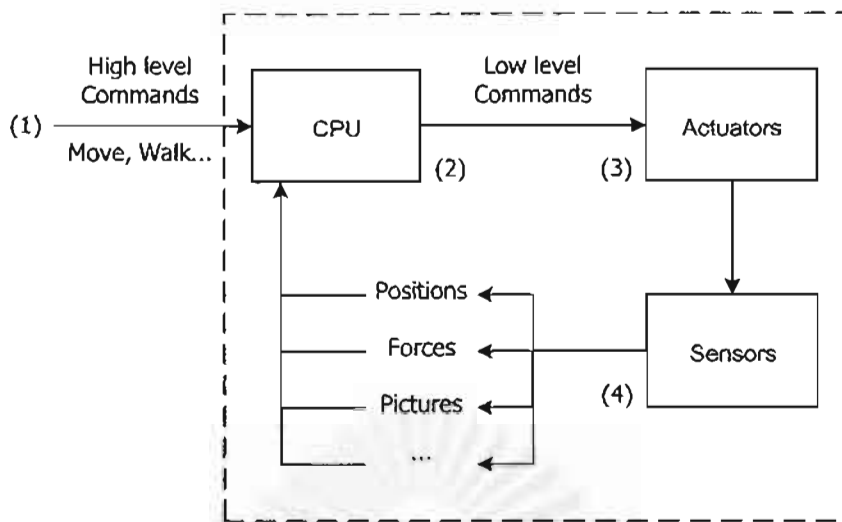 High level
Commands
(1)
Move, Walk...
CPU
(2)
Low level
Commands
Actuators
(3)
Positions
Forces
Pictures
...
Sensors
(4)